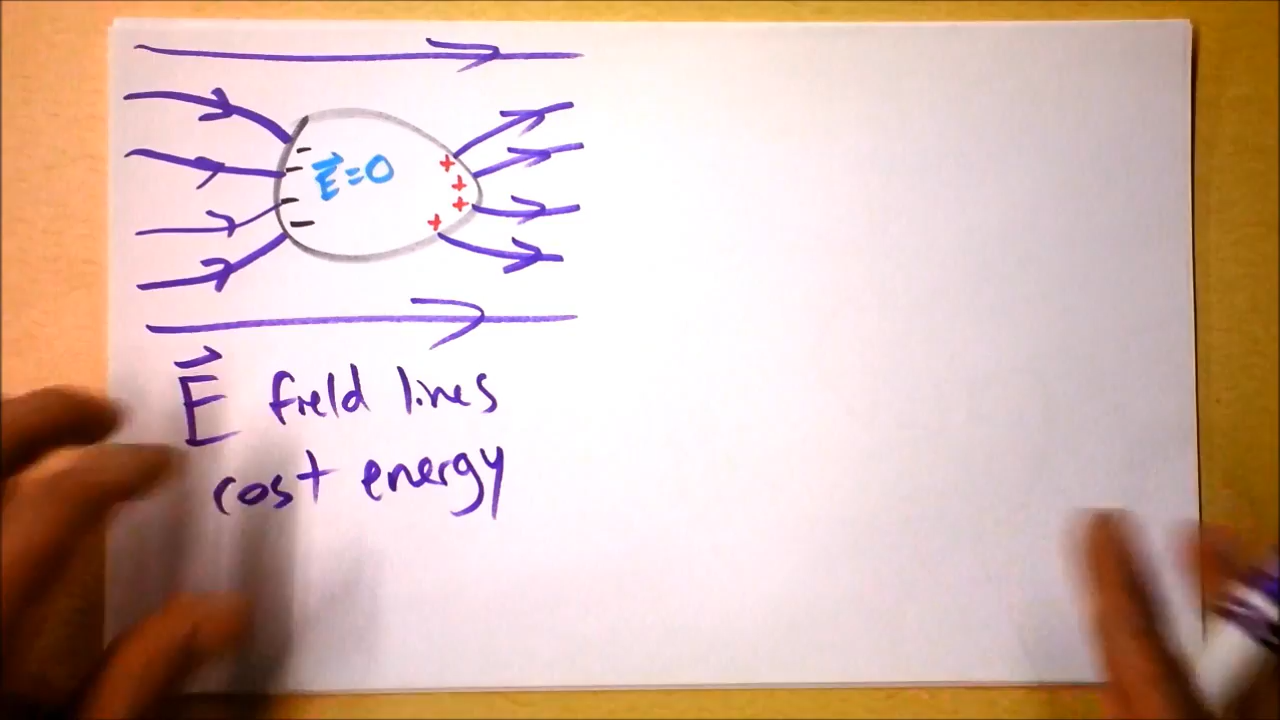 - - - - E⃗=0 + + + +
E⃗ field lines
cost energy